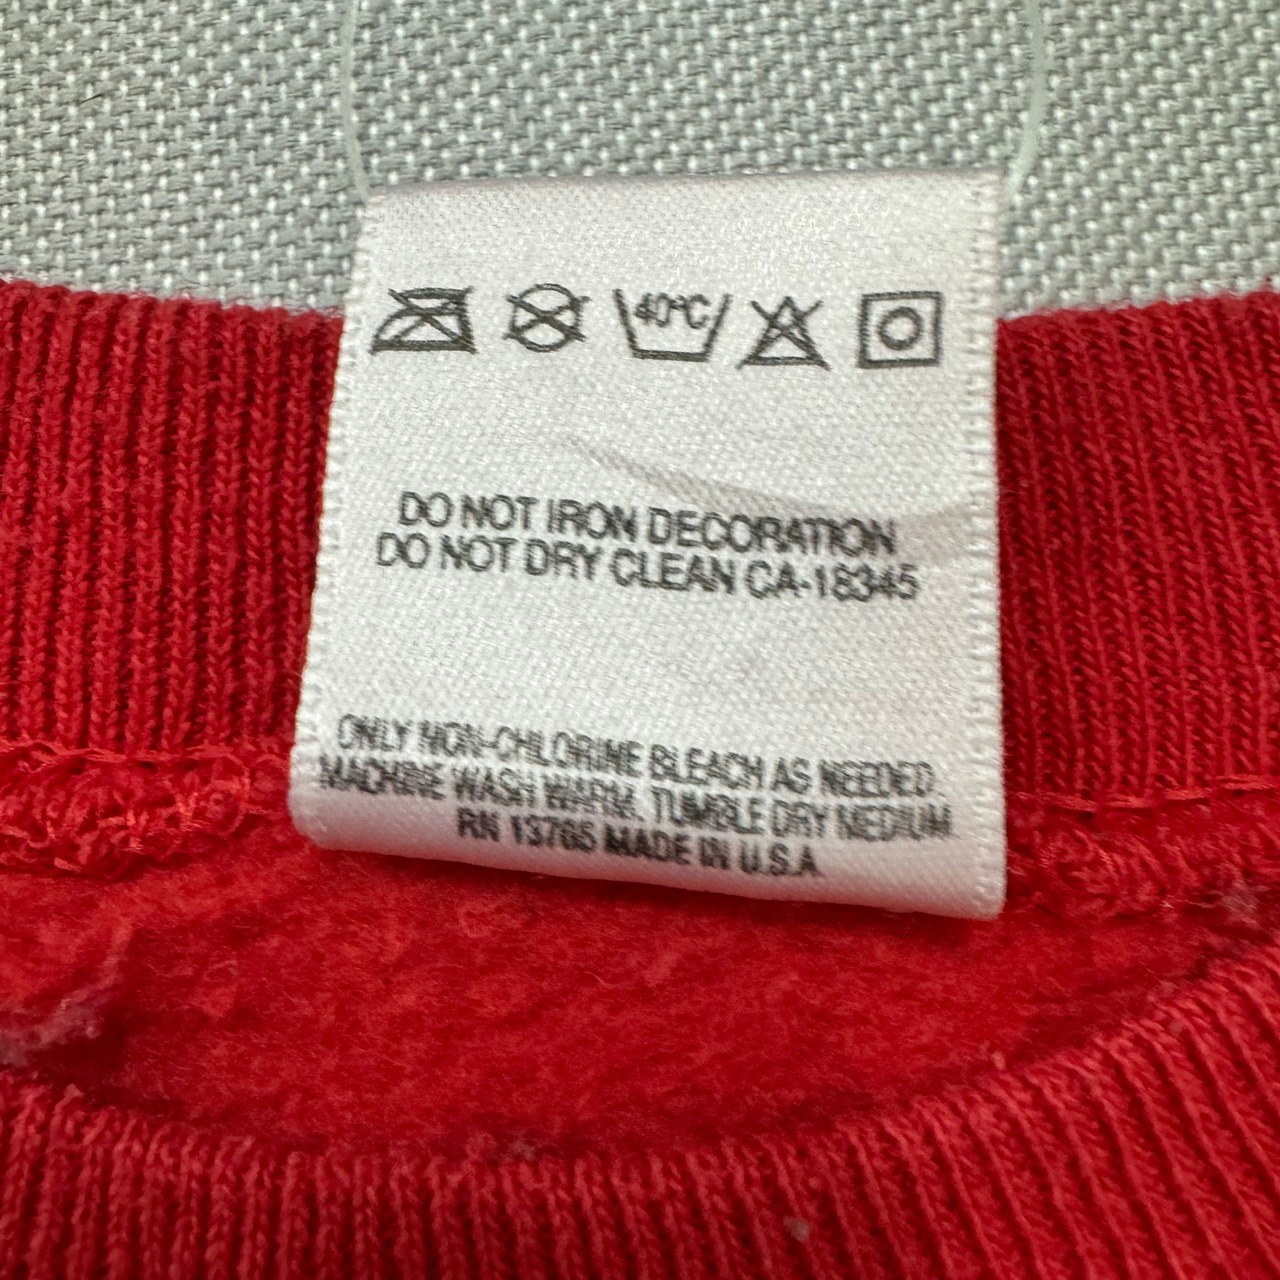 40°C
DO NOT IRON DECORATION
DO NOT DRY CLEAN CA-18345
ONLY NON-CHLORINE BLEACH AS NEEDED
MACHINE WASH WARM, TUMBLE DRY MEDIUM
RN 13765 MADE IN U.S.A